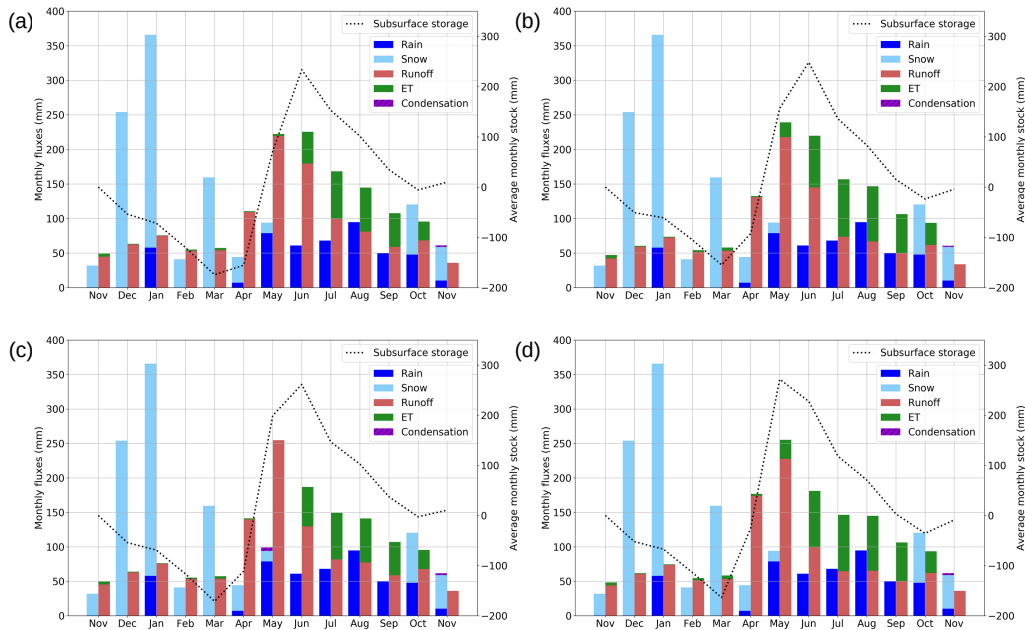 (a)
400
350
300
250
200
150
100
50
0
Monthly fluxes (mm)
Nov Dec Jan Feb Mar Apr May Jun Jul Aug Sep Oct Nov
300
200
100
0
−100
−200
Average monthly stock (mm)
Subsurface storage
Rain
Snow
Runoff
ET
Condensation
(b)
400
350
300
250
200
150
100
50
0
Monthly fluxes (mm)
Nov Dec Jan Feb Mar Apr May Jun Jul Aug Sep Oct Nov
300
200
100
0
−100
−200
Average monthly stock (mm)
Subsurface storage
Rain
Snow
Runoff
ET
Condensation
(c)
400
350
300
250
200
150
100
50
0
Monthly fluxes (mm)
Nov Dec Jan Feb Mar Apr May Jun Jul Aug Sep Oct Nov
300
200
100
0
−100
−200
Average monthly stock (mm)
Subsurface storage
Rain
Snow
Runoff
ET
Condensation
(d)
400
350
300
250
200
150
100
50
0
Monthly fluxes (mm)
Nov Dec Jan Feb Mar Apr May Jun Jul Aug Sep Oct Nov
300
200
100
0
−100
−200
Average monthly stock (mm)
Subsurface storage
Rain
Snow
Runoff
ET
Condensation